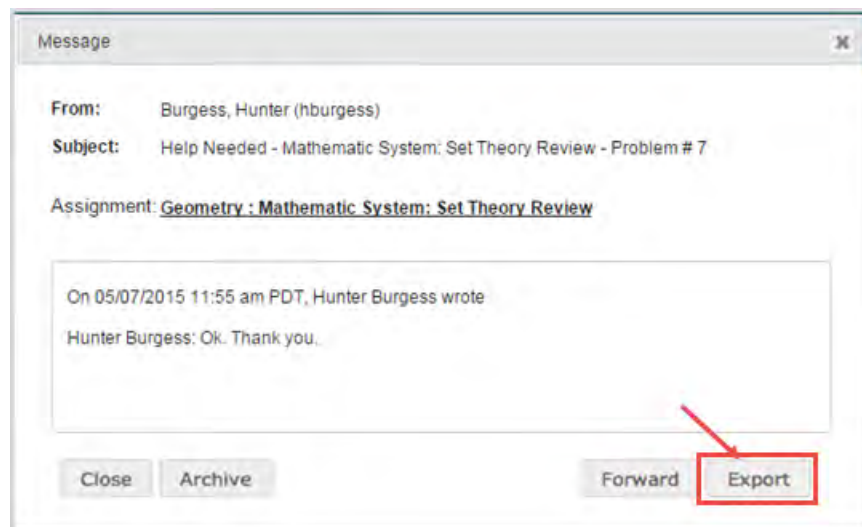 Message
From: Burgess, Hunter (hburgess)
Subject: Help Needed - Mathematic System: Set Theory Review - Problem # 7
Assignment: Geometry : Mathematic System: Set Theory Review
On 05/07/2015 11:55 am PDT, Hunter Burgess wrote
Hunter Burgess: Ok. Thank you.
Close Archive Forward Export